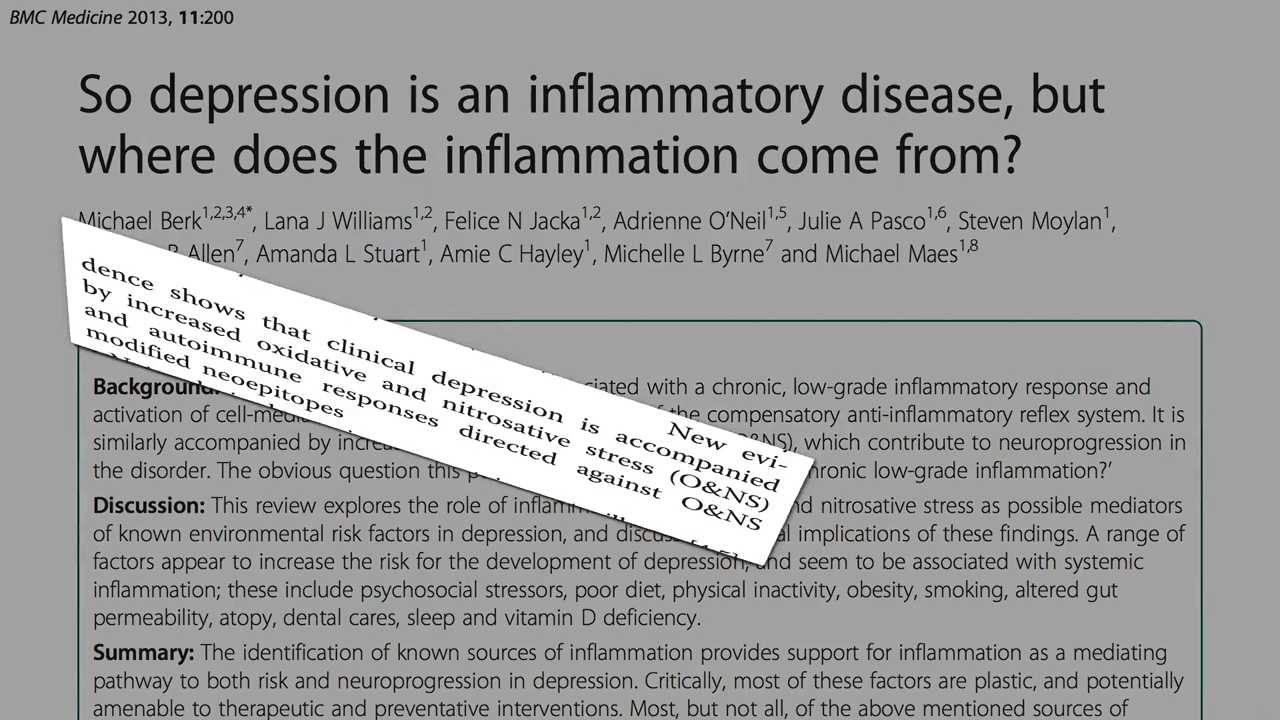 BMC Medicine 2013, 11:200
So depression is an inflammatory disease, but
where does the inflammation come from?
Michael Berk1,2,3,4*, Lana J Williams1,2, Felice N Jacka1,2, Adrienne O’Neil1,5, Julie A Pasco1,6, Steven Moylan1,
Allen7, Amanda L Stuart1, Amie C Hayley1, Michelle L Byrne7 and Michael Maes1,8
New evi-
dence shows that clinical depression is accompanied
by increased oxidative and nitrosative stress (O&NS)
and autoimmune responses directed against O&NS
modified neoepitopes
Background: with a chronic, low-grade inflammatory response and
activation of the compensatory anti-inflammatory reflex system. It is
similarly accompanied by which contribute to neuroprogression in
the disorder. The obvious question this chronic low-grade inflammation?’
Discussion: This review explores the role of nitrosative stress as possible mediators
of known environmental risk factors in depression, and implications of these findings. A range of
factors appear to increase the risk for the development of depression, and seem to be associated with systemic
inflammation; these include psychosocial stressors, poor diet, physical inactivity, obesity, smoking, altered gut
permeability, atopy, dental cares, sleep and vitamin D deficiency.
Summary: The identification of known sources of inflammation provides support for inflammation as a mediating
pathway to both risk and neuroprogression in depression. Critically, most of these factors are plastic, and potentially
amenable to therapeutic and preventative interventions. Most, but not all, of the above mentioned sources of